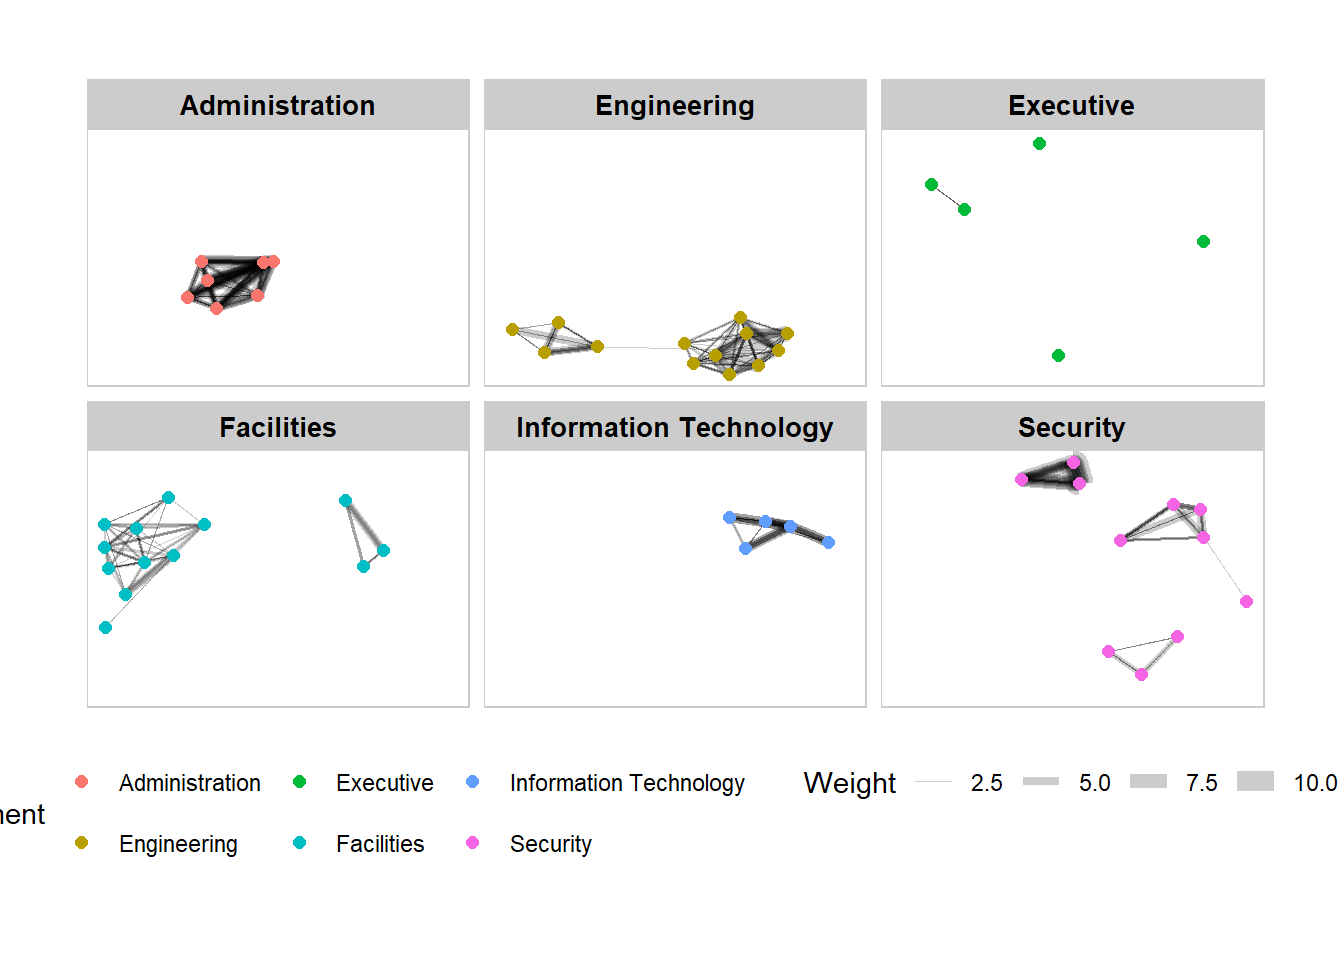 Administration Engineering Executive
Facilities Information Technology Security
Administration Executive Information Technology Weight 2.5 5.0 7.5 10.0
Engineering Facilities Security